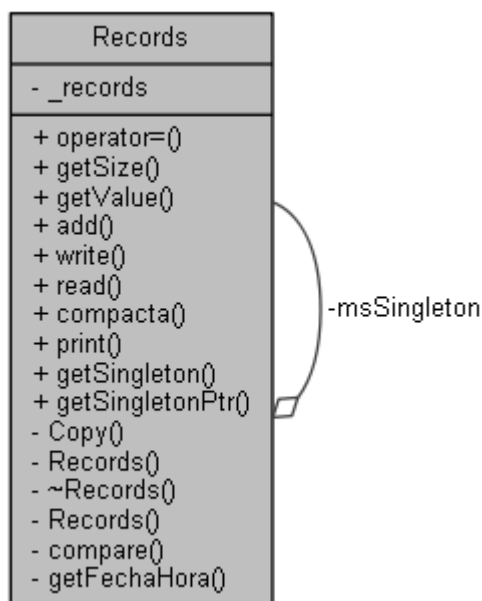 Records
- _records
+ operator=()
+ getSize()
+ getValue()
+ add()
+ write()
+ read()
+ compacta()
+ print()
+ getSingleton()
+ getSingletonPtr()
- Copy()
- Records()
- ~Records()
- Records()
- compare()
- getFechaHora()
-msSingleton